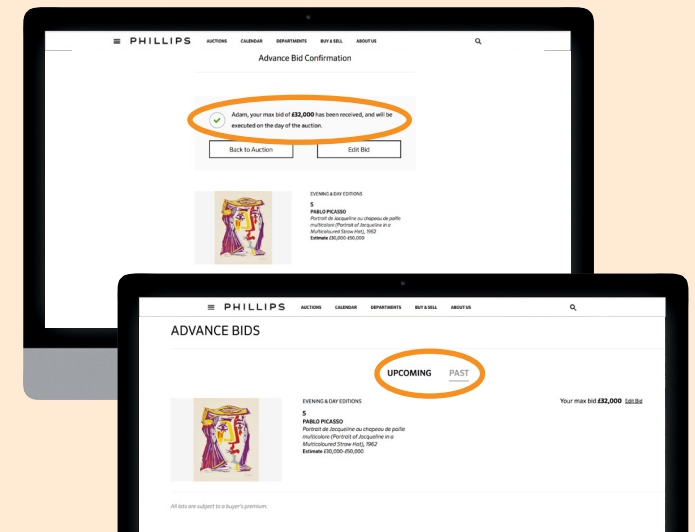 PHILLIPS AUCTIONS CALENDAR DEPARTMENTS BUY & SELL ABOUT US
Advance Bid Confirmation
Adam, your max bid of £32,000 has been received, and will be
executed on the day of the auction.
Back to Auction Edit Bid
EVENING & DAY EDITIONS
5
PABLO PICASSO
Portrait de Jacqueline au chapeau de paille
multicolore (Portrait of Jacqueline in a
Multicoloured Straw Hat), 1962
Estimate £30,000-£50,000
PHILLIPS AUCTIONS CALENDAR DEPARTMENTS BUY & SELL ABOUT US
ADVANCE BIDS
UPCOMING PAST
EVENING & DAY EDITIONS
Your max bid £32,000 Edit Bid
5
PABLO PICASSO
Portrait de Jacqueline au chapeau de paille
multicolore (Portrait of Jacqueline in a
Multicoloured Straw Hat), 1962
Estimate £30,000-£50,000
All lots are subject to a buyer's premium.